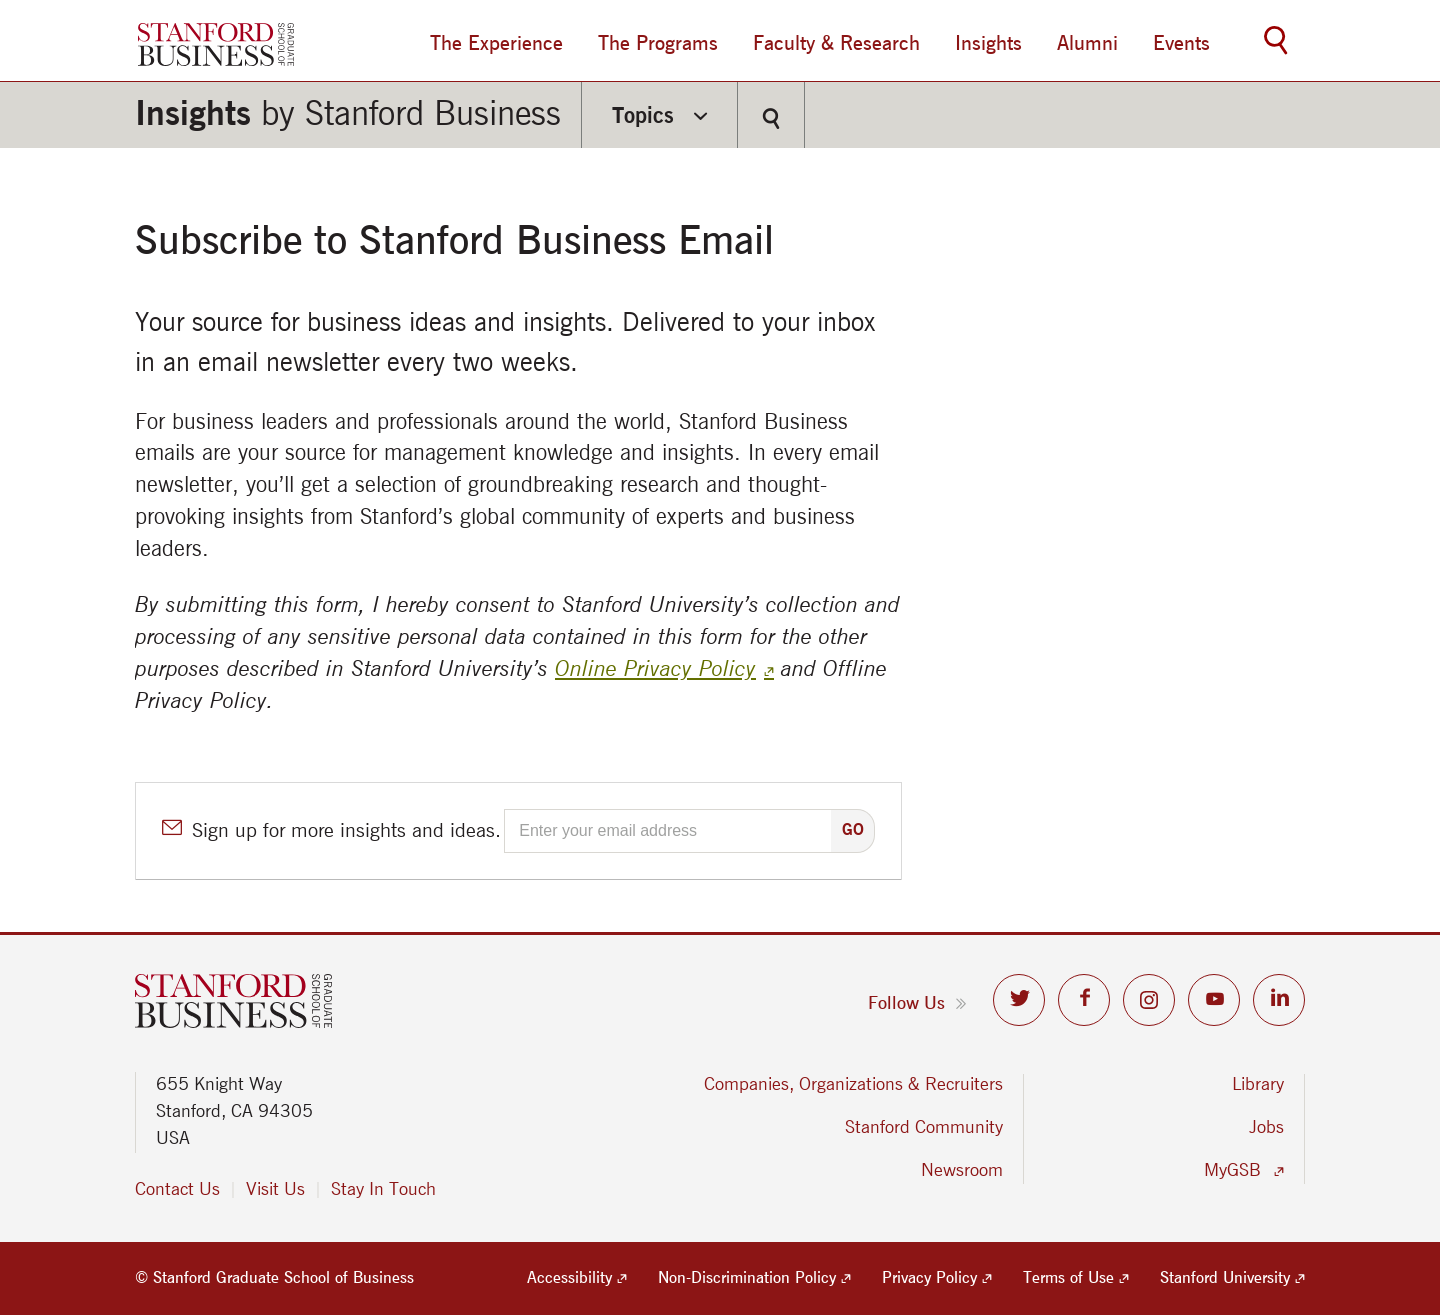 STANFORD
BUSINESS
GRADUATE
SCHOOL OF
The Experience
The Programs
Faculty & Research
Insights
Alumni
Events
Insights by Stanford Business
Topics
Subscribe to Stanford Business Email
Your source for business ideas and insights. Delivered to your inbox
in an email newsletter every two weeks.
For business leaders and professionals around the world, Stanford Business
emails are your source for management knowledge and insights. In every email
newsletter, you’ll get a selection of groundbreaking research and thought-
provoking insights from Stanford’s global community of experts and business
leaders.
By submitting this form, I hereby consent to Stanford University’s collection and
processing of any sensitive personal data contained in this form for the other
purposes described in Stanford University’s Online Privacy Policy and Offline
Privacy Policy.
Sign up for more insights and ideas.
Enter your email address
GO
STANFORD
BUSINESS
GRADUATE
SCHOOL OF
Follow Us
655 Knight Way
Stanford, CA 94305
USA
Contact Us
Visit Us
Stay In Touch
Companies, Organizations & Recruiters
Stanford Community
Newsroom
Library
Jobs
MyGSB
© Stanford Graduate School of Business
Accessibility
Non-Discrimination Policy
Privacy Policy
Terms of Use
Stanford University